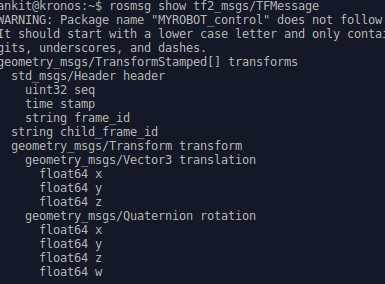 ankit@kronos:~$ rosmsg show tf2_msgs/TFMessage
WARNING: Package name "MYROBOT_control" does not follow
It should start with a lower case letter and only contai
gits, underscores, and dashes.
geometry_msgs/TransformStamped[] transforms
  std_msgs/Header header
    uint32 seq
    time stamp
    string frame_id
  string child_frame_id
  geometry_msgs/Transform transform
    geometry_msgs/Vector3 translation
      float64 x
      float64 y
      float64 z
    geometry_msgs/Quaternion rotation
      float64 x
      float64 y
      float64 z
      float64 w